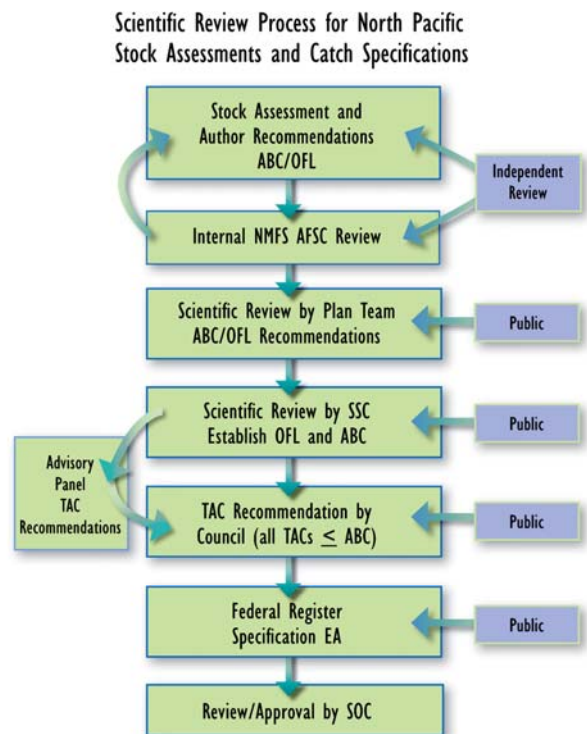 Scientific Review Process for North Pacific
Stock Assessments and Catch Specifications
Stock Assessment and
Author Recommendations
ABC/OFL
Independent
Review
Internal NMFS AFSC Review
Scientific Review by Plan Team
ABC/OFL Recommendations
Public
Scientific Review by SSC
Establish OFL and ABC
Public
Advisory
Panel
TAC
Recommendations
TAC Recommendation by
Council (all TACs ≤ ABC)
Public
Federal Register
Specification EA
Public
Review/Approval by SOC